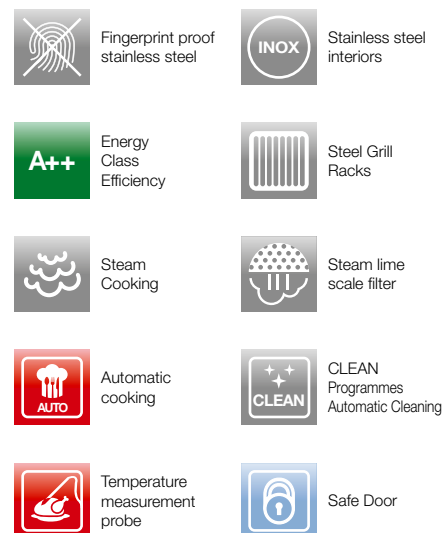 Fingerprint proof
stainless steel
INOX
Stainless steel
interiors
A++
Energy
Class
Efficiency
Steel Grill
Racks
Steam
Cooking
Steam lime
scale filter
AUTO
Automatic
cooking
CLEAN
CLEAN
Programmes
Automatic Cleaning
Temperature
measurement
probe
Safe Door